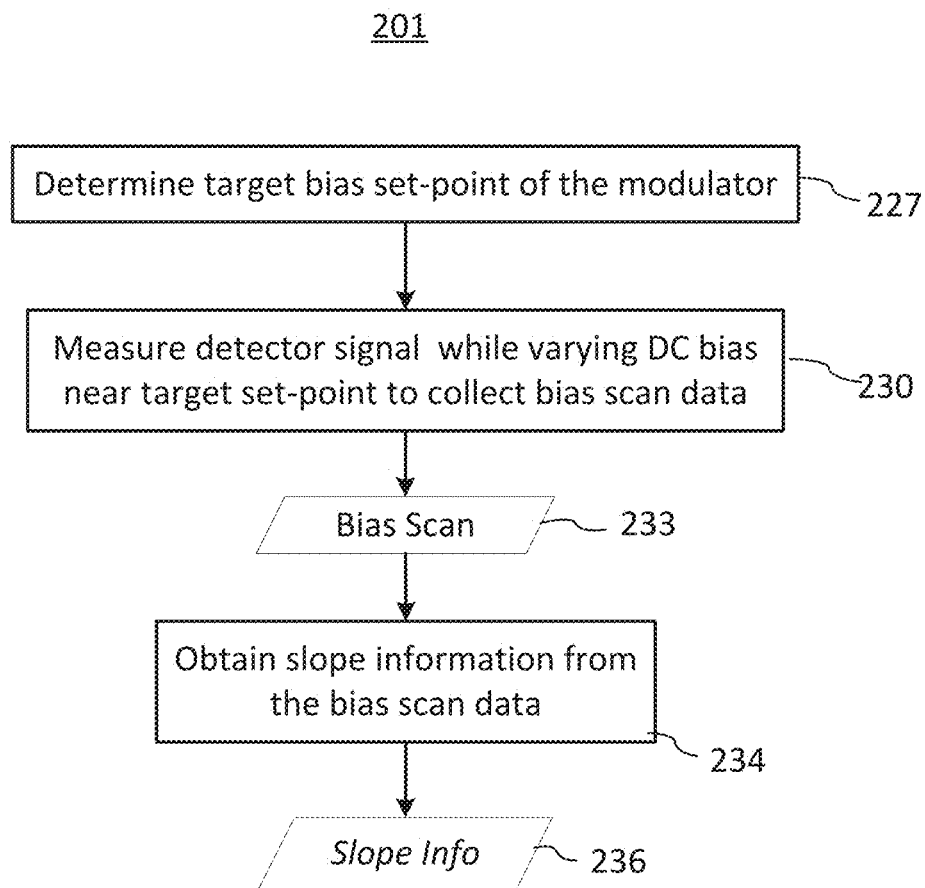 201
Determine target bias set-point of the modulator
227
Measure detector signal while varying DC bias
near target set-point to collect bias scan data
230
Bias Scan
233
Obtain slope information from
the bias scan data
234
Slope Info
236